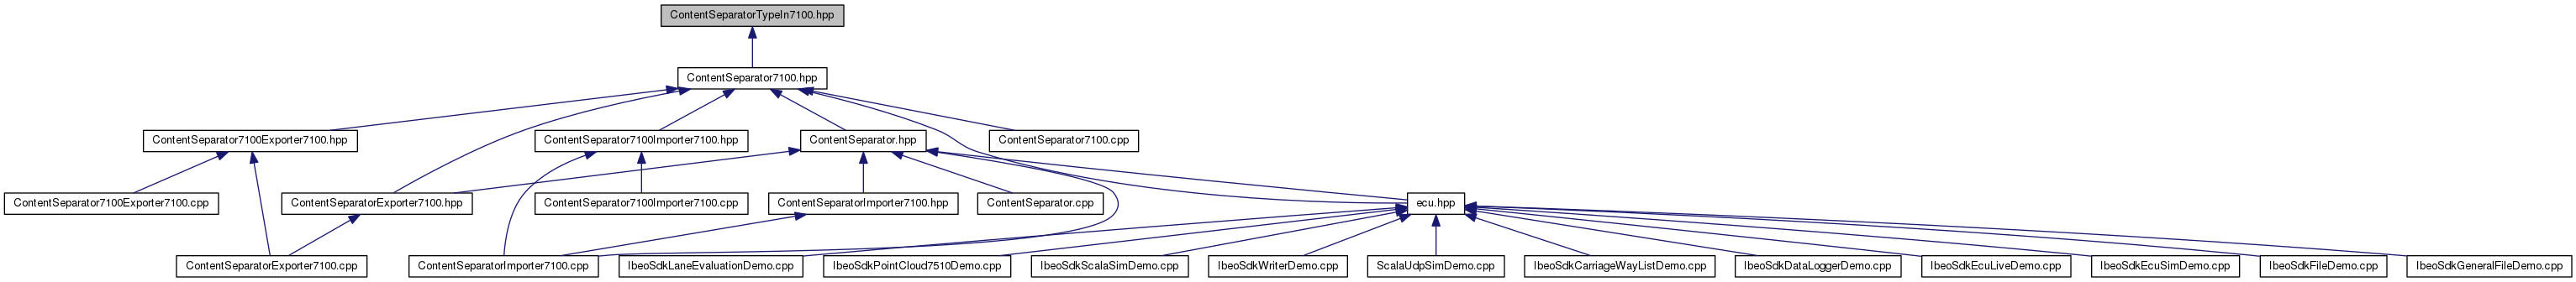 ContentSeparatorTypeIn7100.hpp
ContentSeparator7100.hpp
ContentSeparator7100Exporter7100.hpp
ContentSeparator7100Importer7100.hpp
ContentSeparator.hpp
ContentSeparator7100.cpp
ContentSeparator7100Exporter7100.cpp
ContentSeparatorExporter7100.hpp
ContentSeparator7100Importer7100.cpp
ContentSeparatorImporter7100.hpp
ContentSeparator.cpp
ecu.hpp
ContentSeparatorExporter7100.cpp
ContentSeparatorImporter7100.cpp
IbeoSdkLaneEvaluationDemo.cpp
IbeoSdkPointCloud7510Demo.cpp
IbeoSdkScalaSimDemo.cpp
IbeoSdkWriterDemo.cpp
ScalaUdpSimDemo.cpp
IbeoSdkCarriageWayListDemo.cpp
IbeoSdkDataLoggerDemo.cpp
IbeoSdkEcuLiveDemo.cpp
IbeoSdkEcuSimDemo.cpp
IbeoSdkFileDemo.cpp
IbeoSdkGeneralFileDemo.cpp